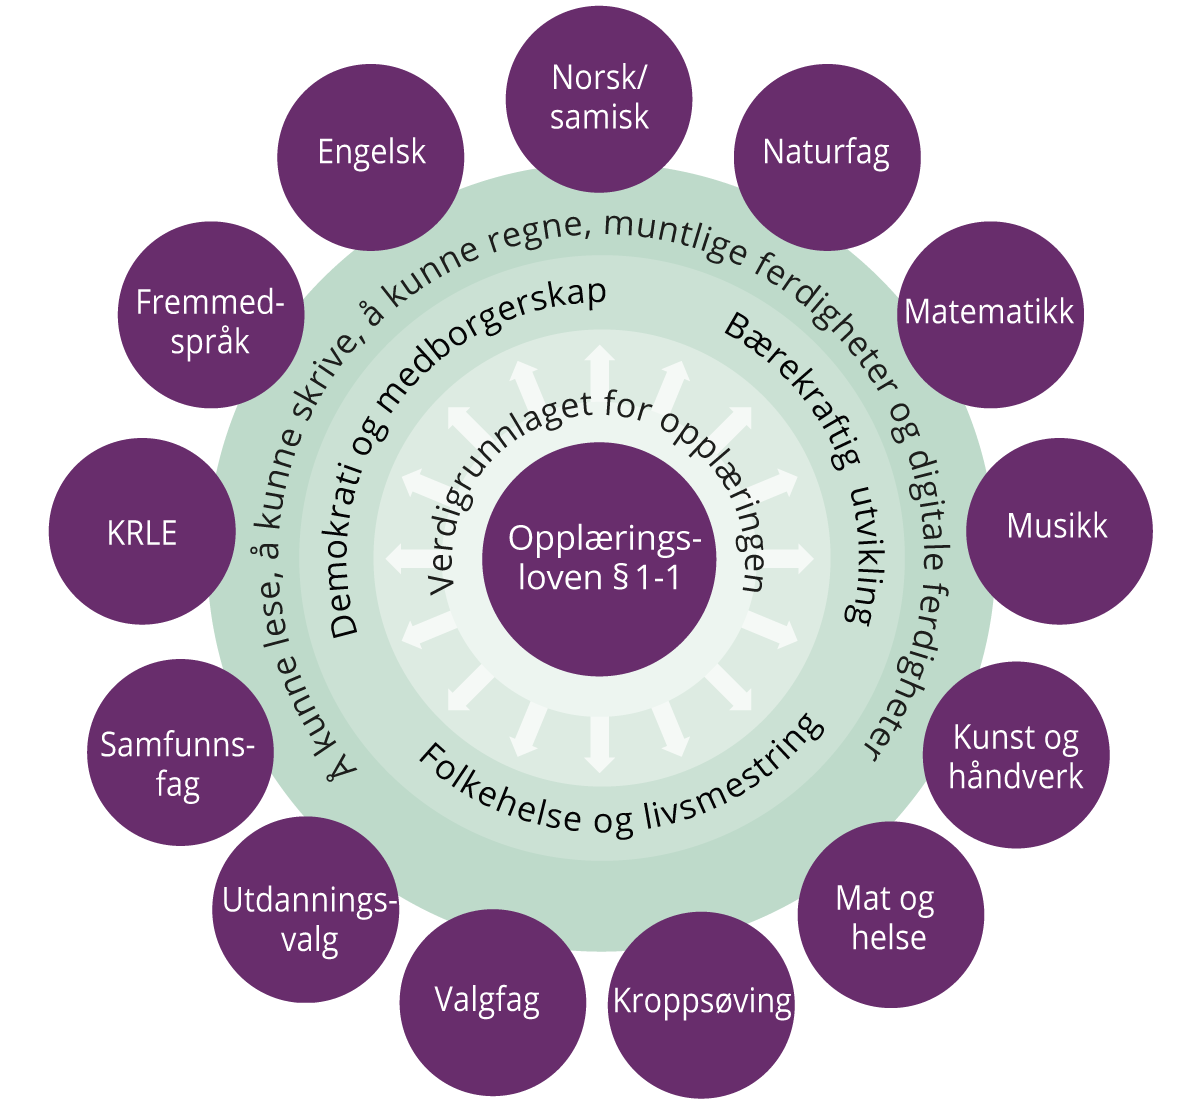 Norsk/
samisk
Naturfag
Matematikk
Musikk
Kunst og
håndverk
Mat og
helse
Kroppsøving
Valgfag
Utdannings-
valg
Samfunns-
fag
KRLE
Fremmed-
språk
Engelsk
Å kunne lese, å kunne skrive, å kunne regne, muntlige ferdigheter og digitale ferdigheter
Demokrati og medborgerskap
Bærekraftig utvikling
Folkehelse og livsmestring
Verdigrunnlaget for opplæringen
Opplærings-
loven § 1-1